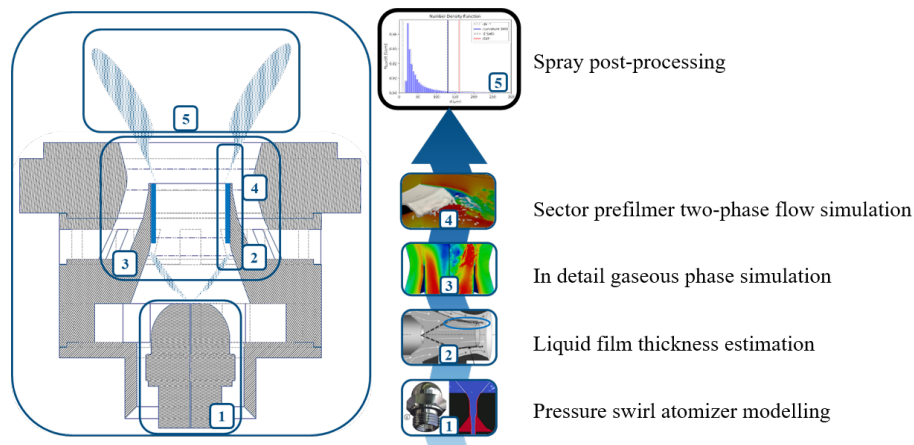 5
4
3
2
1
Number Density Function
5
Spray post-processing
4
Sector prefilmer two-phase flow simulation
3
In detail gaseous phase simulation
2
Liquid film thickness estimation
1
Pressure swirl atomizer modelling